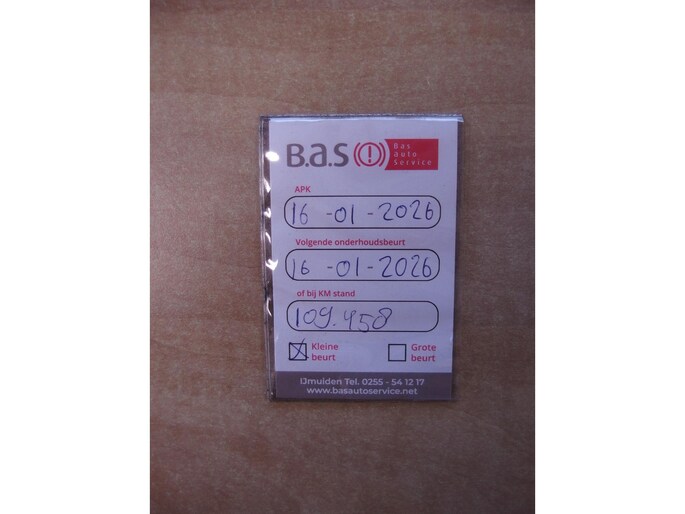 B.a.S
Bas
auto
Service
APK
16 -01-2026
Volgende onderhoudsbeurt
16 -01-2026
of bij KM stand
109.458
Kleine beurt
Grote beurt
IJmuiden Tel. 0255 - 54 12 17
www.basautoservice.net